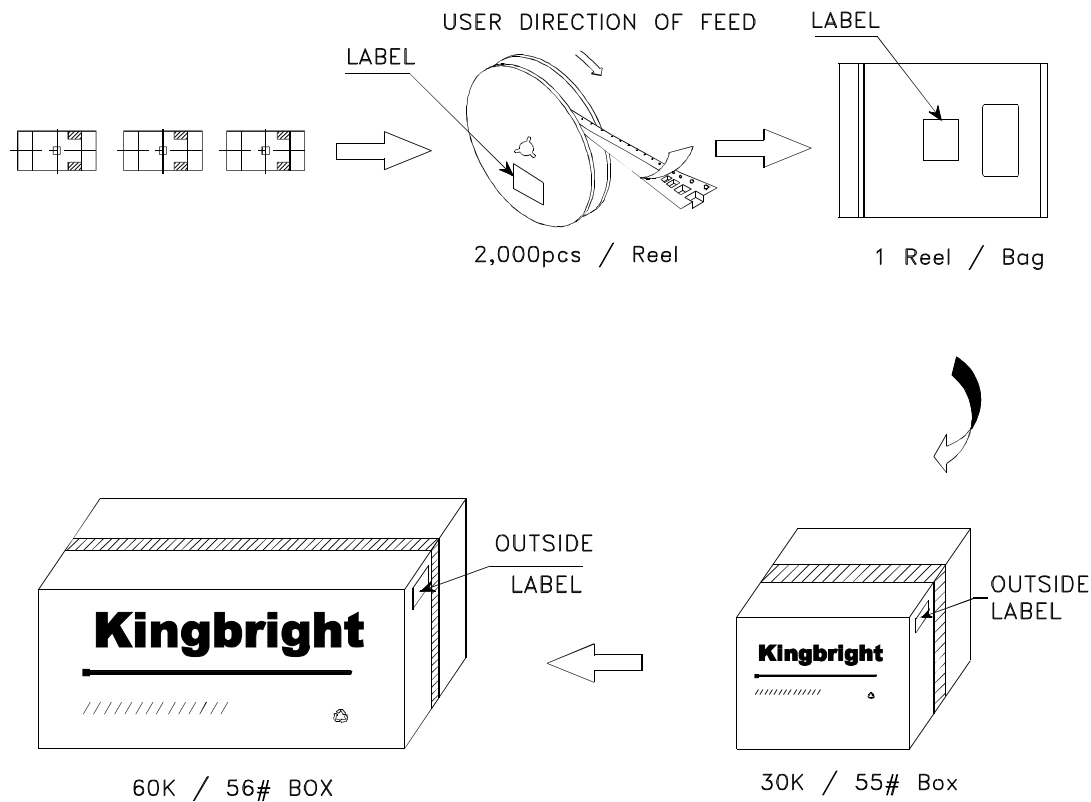 USER DIRECTION OF FEED
LABEL
LABEL
2,000pcs / Reel
1 Reel / Bag
OUTSIDE
LABEL
OUTSIDE
LABEL
Kingbright
Kingbright
60K / 56# BOX
30K / 55# Box